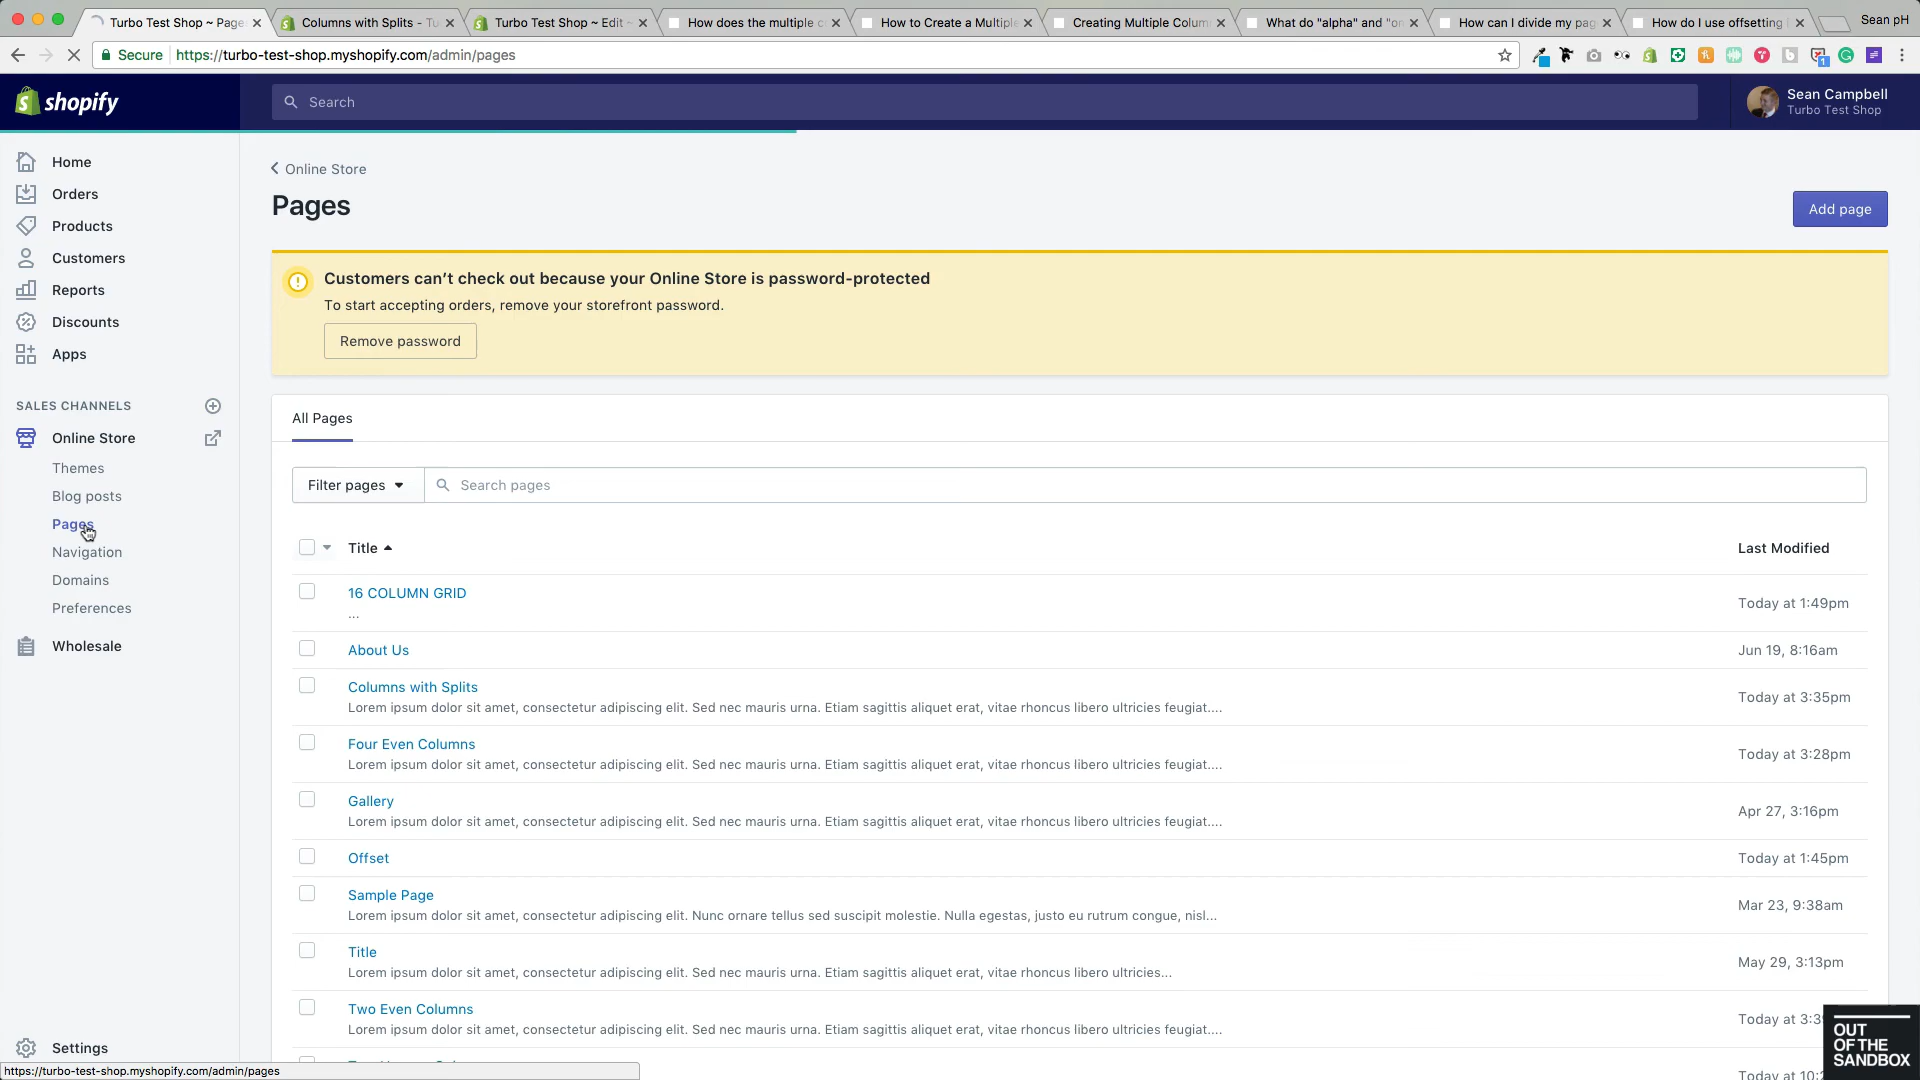 Turbo Test Shop ~ Page
Columns with Splits - Tu
Turbo Test Shop ~ Edit ~
How does the multiple c
How to Create a Multiple
Creating Multiple Colum
What do "alpha" and "on
How can I divide my pag
How do I use offsetting
Sean pH
Secure
https://turbo-test-shop.myshopify.com/admin/pages
1
shopify
Search
Sean Campbell
Turbo Test Shop
Home
Orders
Products
Customers
Reports
Discounts
Apps
SALES CHANNELS
Online Store
Themes
Blog posts
Pages
Navigation
Domains
Preferences
Wholesale
Settings
Online Store
Pages
Add page
Customers can’t check out because your Online Store is password-protected
To start accepting orders, remove your storefront password.
Remove password
All Pages
Filter pages
Search pages
Title
Last Modified
16 COLUMN GRID
...
Today at 1:49pm
About Us
Jun 19, 8:16am
Columns with Splits
Lorem ipsum dolor sit amet, consectetur adipiscing elit. Sed nec mauris urna. Etiam sagittis aliquet erat, vitae rhoncus libero ultricies feugiat....
Today at 3:35pm
Four Even Columns
Lorem ipsum dolor sit amet, consectetur adipiscing elit. Sed nec mauris urna. Etiam sagittis aliquet erat, vitae rhoncus libero ultricies feugiat....
Today at 3:28pm
Gallery
Lorem ipsum dolor sit amet, consectetur adipiscing elit. Sed nec mauris urna. Etiam sagittis aliquet erat, vitae rhoncus libero ultricies feugiat....
Apr 27, 3:16pm
Offset
Today at 1:45pm
Sample Page
Lorem ipsum dolor sit amet, consectetur adipiscing elit. Nunc ornare tellus sed suscipit molestie. Nulla egestas, justo eu rutrum congue, nisl...
Mar 23, 9:38am
Title
Lorem ipsum dolor sit amet, consectetur adipiscing elit. Sed nec mauris urna. Etiam sagittis aliquet erat, vitae rhoncus libero ultricies...
May 29, 3:13pm
Two Even Columns
Lorem ipsum dolor sit amet, consectetur adipiscing elit. Sed nec mauris urna. Etiam sagittis aliquet erat, vitae rhoncus libero ultricies feugiat....
Today at 3:3
Today at 10:
OUT
OF THE
SANDBOX
https://turbo-test-shop.myshopify.com/admin/pages